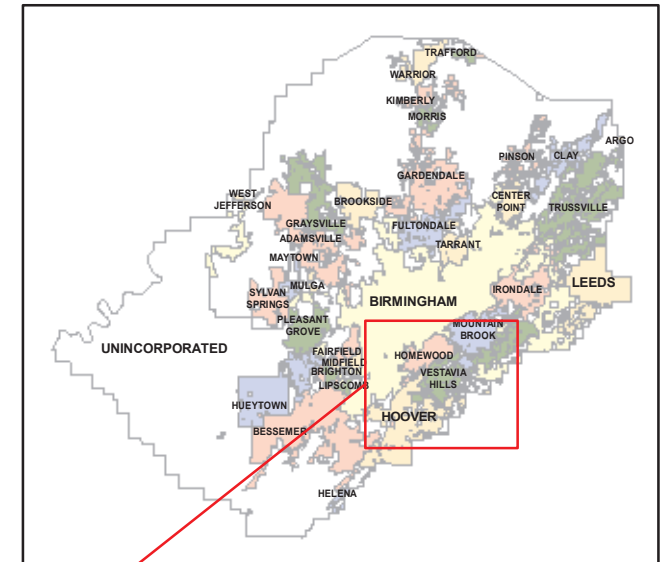 TRAFFORD
WARRIOR
KIMBERLY
MORRIS
ARGO
PINSON
CLAY
GARDENDALE
WEST
JEFFERSON
BROOKSIDE
CENTER
POINT
TRUSSVILLE
GRAYSVILLE
FULTONDALE
ADAMSVILLE
TARRANT
MAYTOWN
LEEDS
MULGA
IRONDALE
SYLVAN
SPRINGS
BIRMINGHAM
PLEASANT
GROVE
MOUNTAIN
BROOK
UNINCORPORATED
FAIRFIELD
MIDFIELD
HOMEWOOD
BRIGHTON
VESTAVIA
HILLS
LIPSCOMB
HUEYTOWN
HOOVER
BESSEMER
HELENA